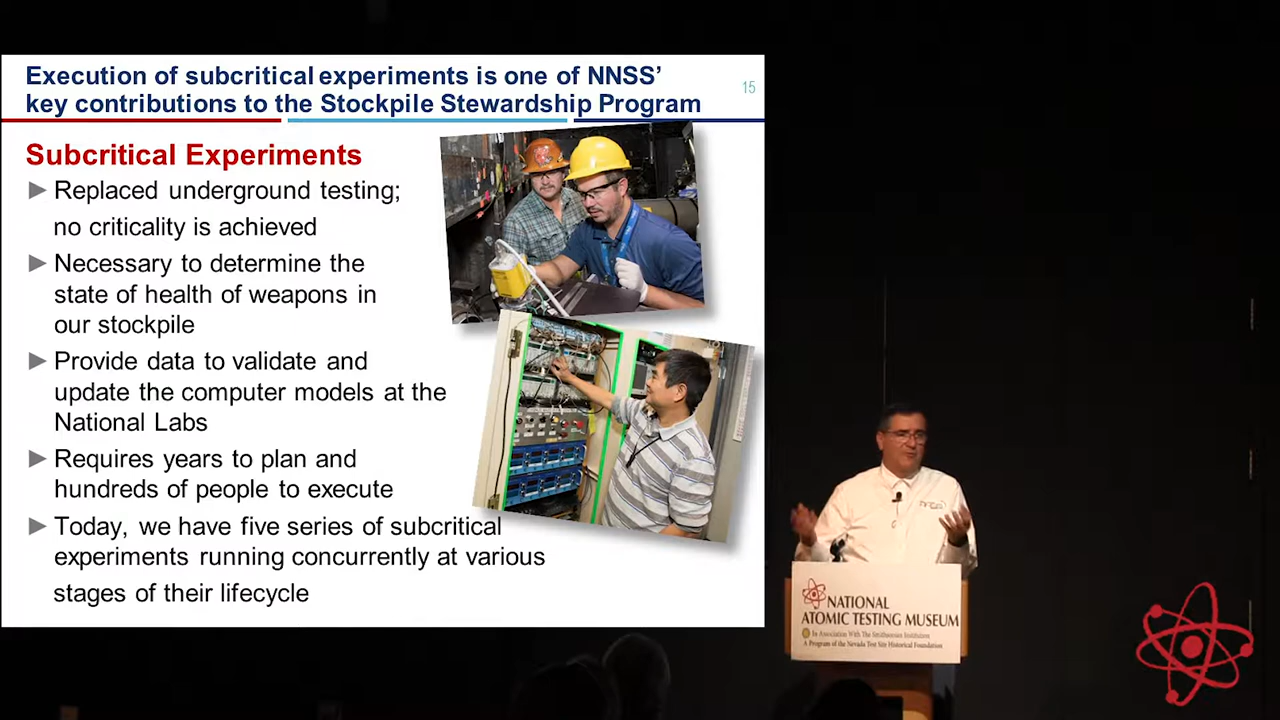 Execution of subcritical experiments is one of NNSS'
key contributions to the Stockpile Stewardship Program
15
Subcritical Experiments
Replaced underground testing;
no criticality is achieved
Necessary to determine the
state of health of weapons in
our stockpile
Provide data to validate and
update the computer models at the
National Labs
Requires years to plan and
hundreds of people to execute
Today, we have five series of subcritical
experiments running concurrently at various
stages of their lifecycle
NATIONAL
ATOMIC TESTING MUSEUM
In Association With The Smithsonian Institution
A Program of the Nevada Test Site Historical Foundation